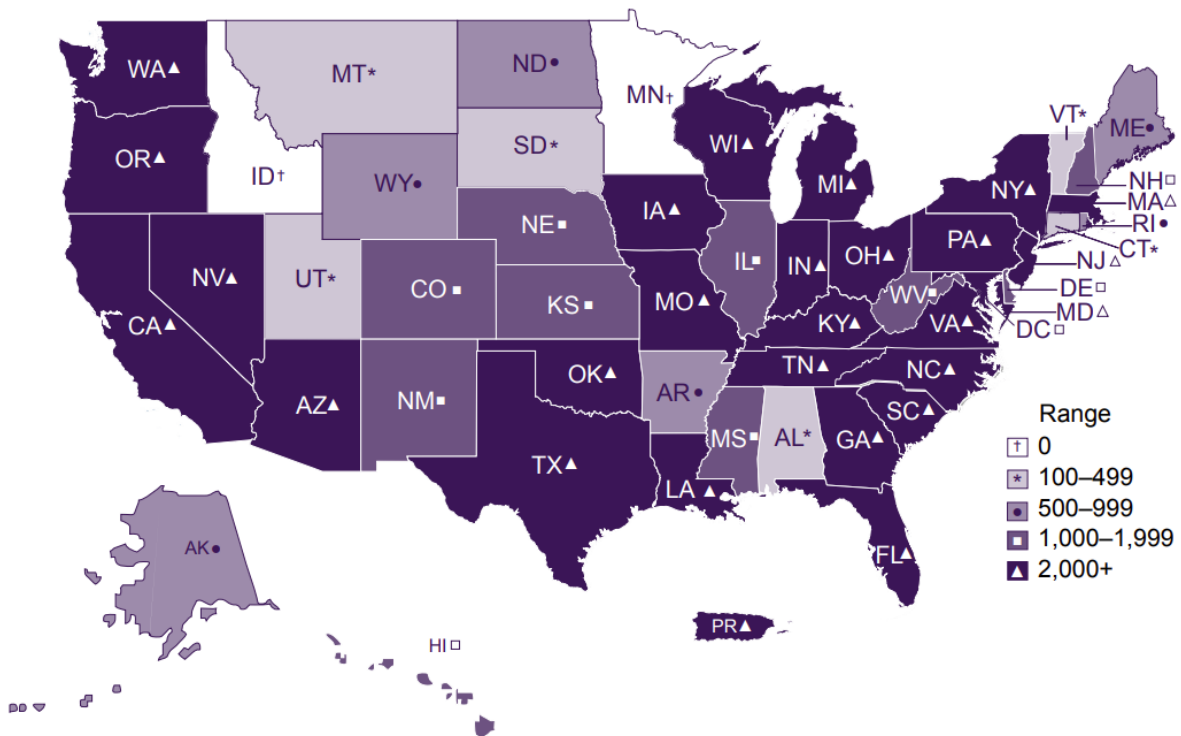 WA▲
MT*
ND●
MN†
VT*
ME●
OR▲
ID†
WY●
SD*
WI▲
MI▲
NY▲
NH□
MA△
RI●
CT*
NV▲
UT*
NE■
IA▲
IL■
IN▲
OH▲
PA▲
NJ△
DE□
MD△
DC□
CA▲
CO■
KS■
MO▲
KY▲
WV■
VA▲
AZ▲
NM■
OK▲
AR●
TN▲
NC▲
SC▲
TX▲
LA▲
MS■
AL*
GA▲
FL▲
AK●
HI□
PR▲
Range
† 0
* 100–499
● 500–999
■ 1,000–1,999
▲ 2,000+